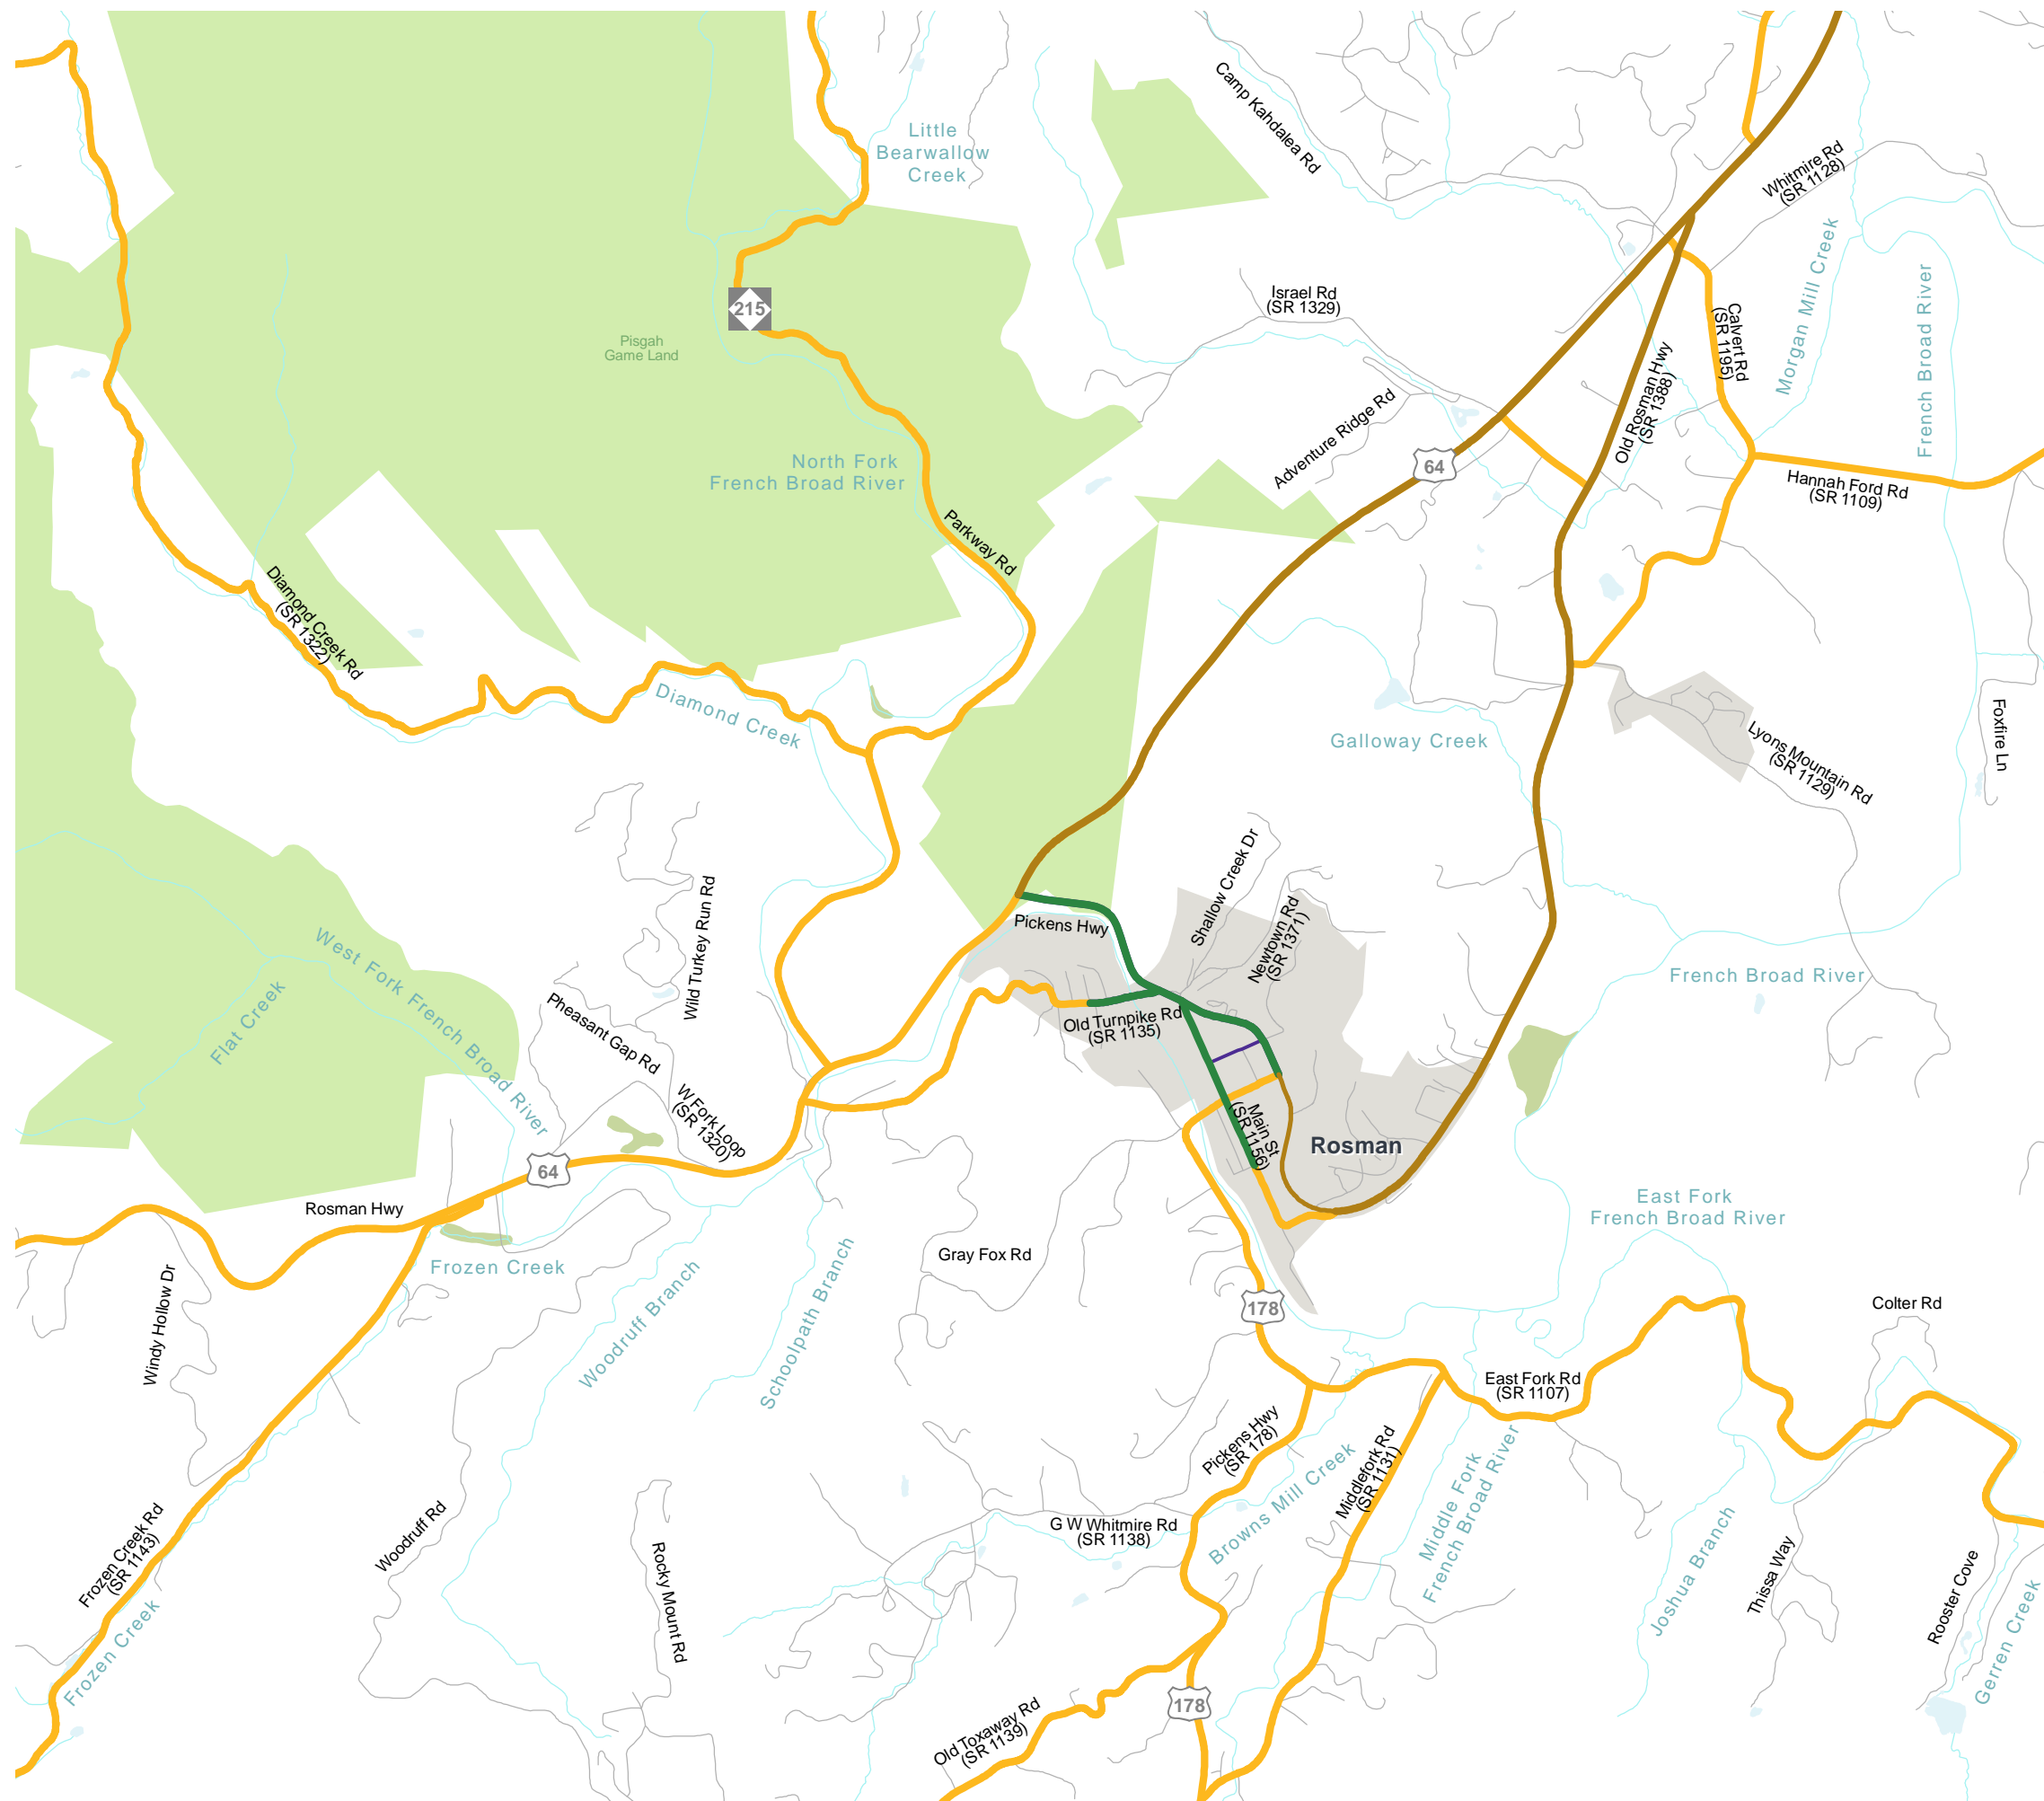 Little
Bearwallow
Creek
Camp Kahdalea Rd
Whitmire Rd
(SR 1128)
Morgan Mill Creek
French Broad River
215
Israel Rd
(SR 1329)
Calvert Rd
(SR 1195)
Pisgah
Game Land
Adventure Ridge Rd
Old Rosman Hwy
(SR 1388)
64
North Fork
French Broad River
Hannah Ford Rd
(SR 1109)
Parkway Rd
Diamond Creek Rd
(SR 1322)
Diamond Creek
Galloway Creek
Lyons Mountain Rd
(SR 1129)
Foxfire Ln
Shallow Creek Dr
Wild Turkey Run Rd
Pickens Hwy
Newtown Rd
(SR 1371)
West Fork French Broad River
French Broad River
Flat Creek
Pheasant Gap Rd
Old Turnpike Rd
(SR 1135)
W Fork Loop
(SR 1320)
Main St
(SR 1156)
Rosman
64
Rosman Hwy
East Fork
French Broad River
Gray Fox Rd
Frozen Creek
Windy Hollow Dr
Woodruff Branch
Schoolpath Branch
178
Colter Rd
East Fork Rd
(SR 1107)
Pickens Hwy
(SR 178)
Browns Mill Creek
Middlefork Rd
(SR 1131)
Middle Fork
French Broad River
Joshua Branch
Frozen Creek Rd
(SR 1143)
Woodruff Rd
Rocky Mount Rd
G W Whitmire Rd
(SR 1138)
Thissa Way
Rooster Cove
Gerren Creek
Frozen Creek
178
Old Toxaway Rd
(SR 1139)